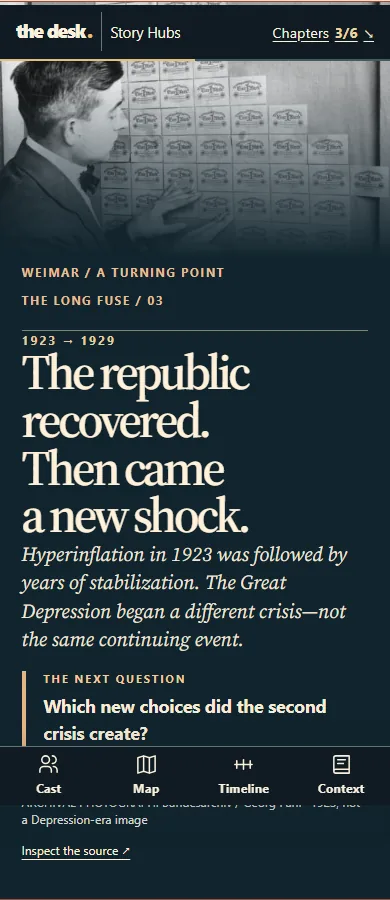 the desk.
Story Hubs
Chapters 3/6 ↘
WEIMAR / A TURNING POINT
THE LONG FUSE / 03
1923 → 1929
The republic
recovered.
Then came
a new shock.
Hyperinflation in 1923 was followed by
years of stabilization. The Great
Depression began a different crisis—not
the same continuing event.
THE NEXT QUESTION
Which new choices did the second
crisis create?
Cast
Map
Timeline
Context
a Depression-era image
Inspect the source ↗